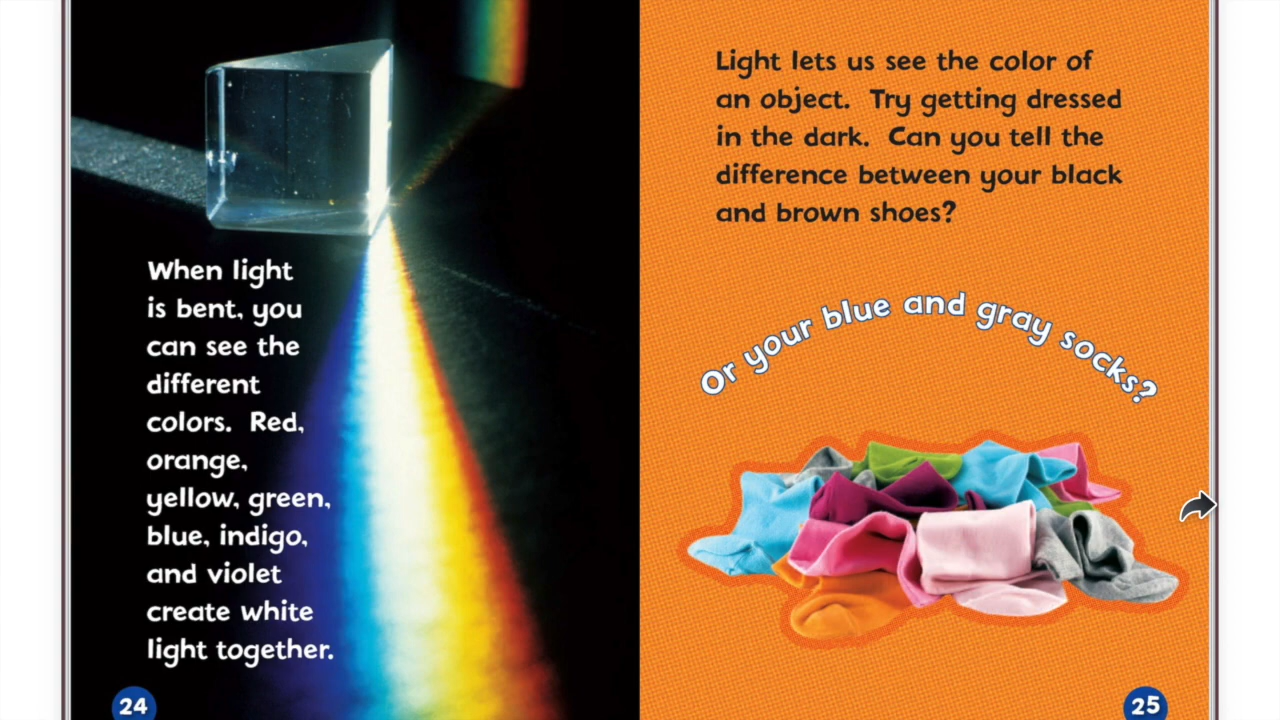 When light
is bent, you
can see the
different
colors.  Red,
orange,
yellow, green,
blue, indigo,
and violet
create white
light together.
24
Light lets us see the color of
an object.  Try getting dressed
in the dark.  Can you tell the
difference between your black
and brown shoes?
Or your blue and gray socks?
25